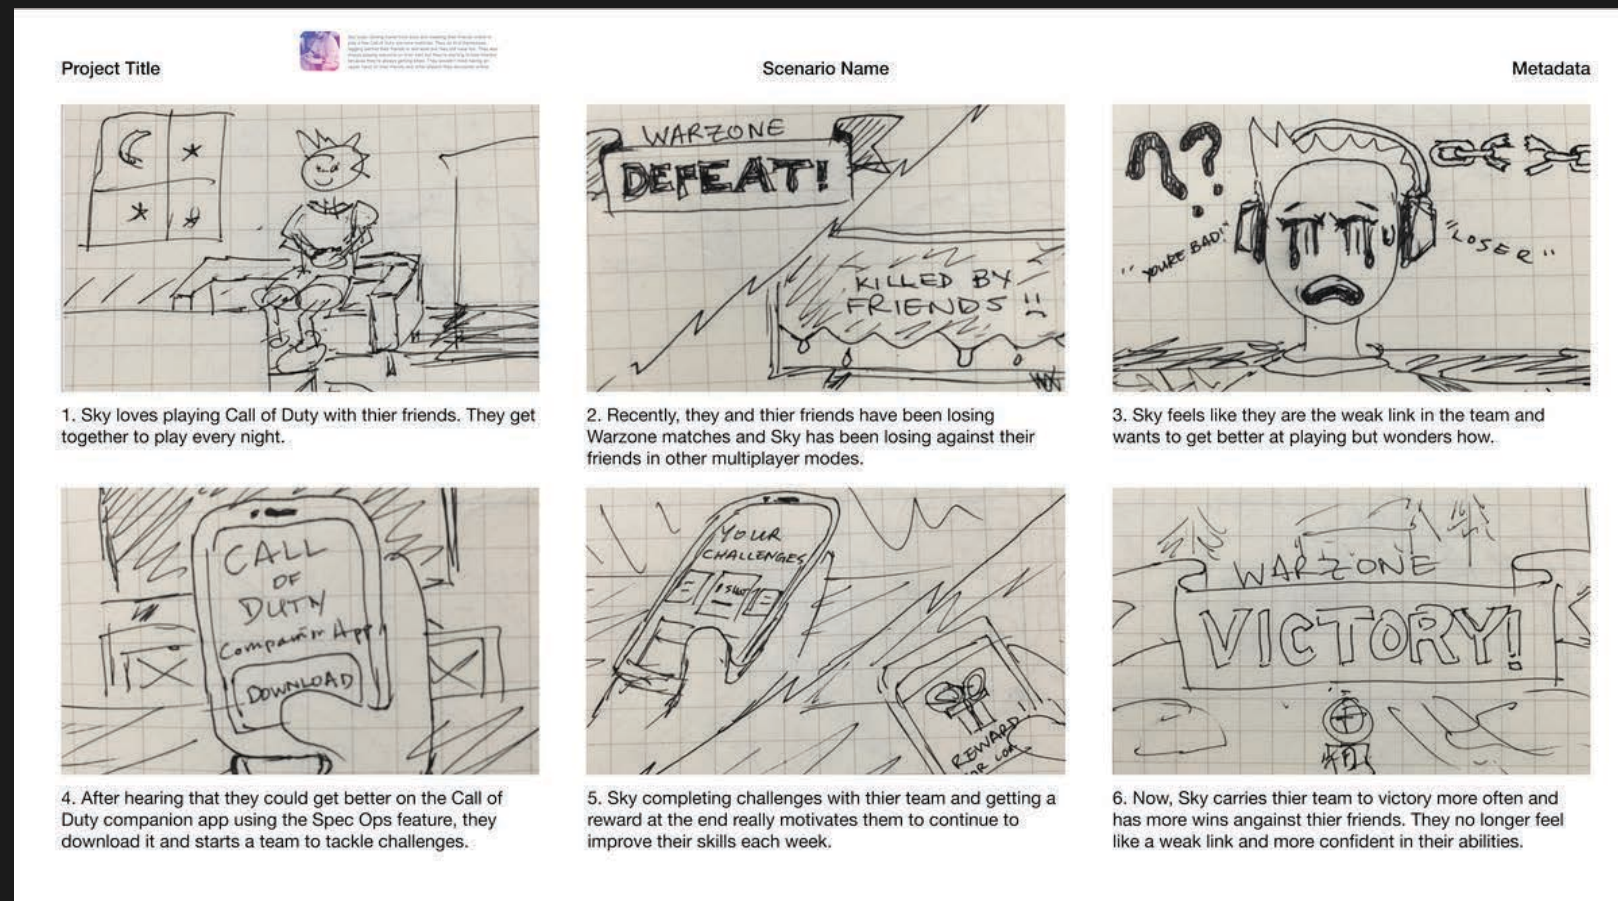 Project Title
Scenario Name
Metadata
WARZONE
DEFEAT!
KILLED BY
FRIENDS
"YOURE BAD!"
"LOSER"
??
1. Sky loves playing Call of Duty with thier friends. They get
together to play every night.
2. Recently, they and thier friends have been losing
Warzone matches and Sky has been losing against their
friends in other multiplayer modes.
3. Sky feels like they are the weak link in the team and
wants to get better at playing but wonders how.
CALL
OF
DUTY
Companion App
DOWNLOAD
YOUR
CHALLENGES
REWARD!
WARZONE
VICTORY!
4. After hearing that they could get better on the Call of
Duty companion app using the Spec Ops feature, they
download it and starts a team to tackle challenges.
5. Sky completing challenges with thier team and getting a
reward at the end really motivates them to continue to
improve their skills each week.
6. Now, Sky carries thier team to victory more often and
has more wins angainst thier friends. They no longer feel
like a weak link and more confident in their abilities.